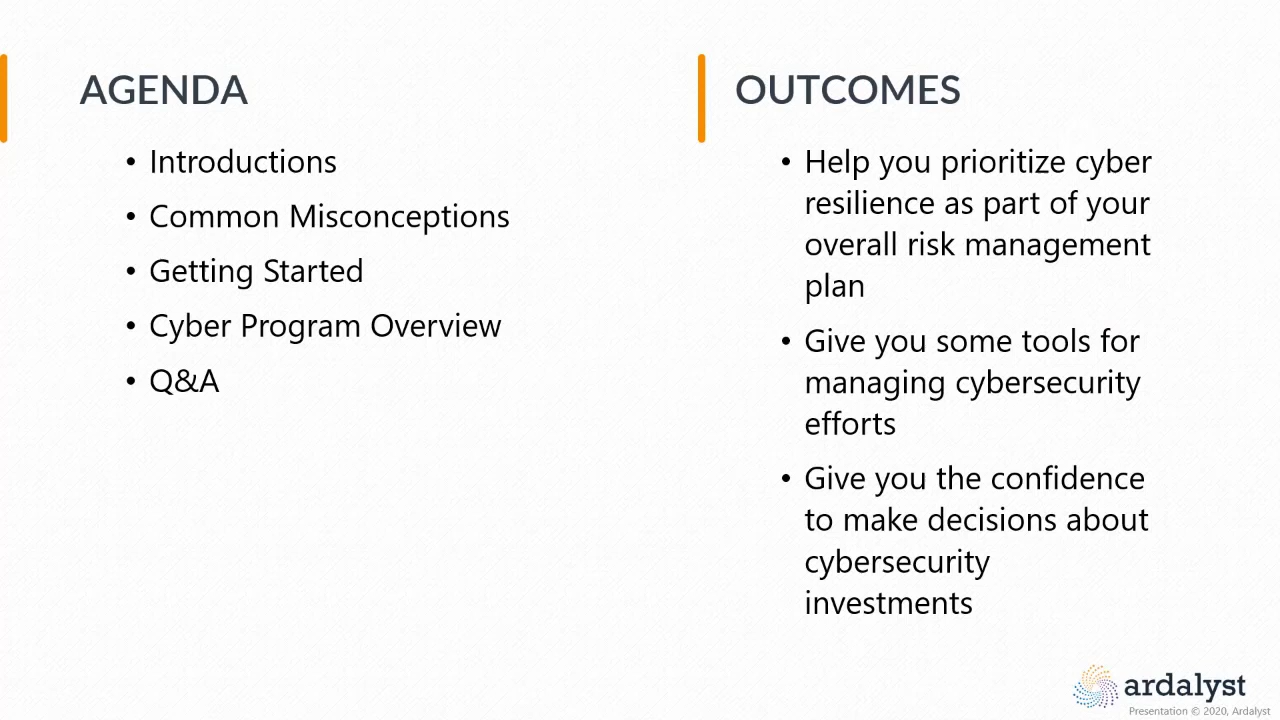 AGENDA
• Introductions
• Common Misconceptions
• Getting Started
• Cyber Program Overview
• Q&A
OUTCOMES
• Help you prioritize cyber
resilience as part of your
overall risk management
plan
• Give you some tools for
managing cybersecurity
efforts
• Give you the confidence
to make decisions about
cybersecurity
investments
ardalyst
Presentation © 2020, Ardalyst